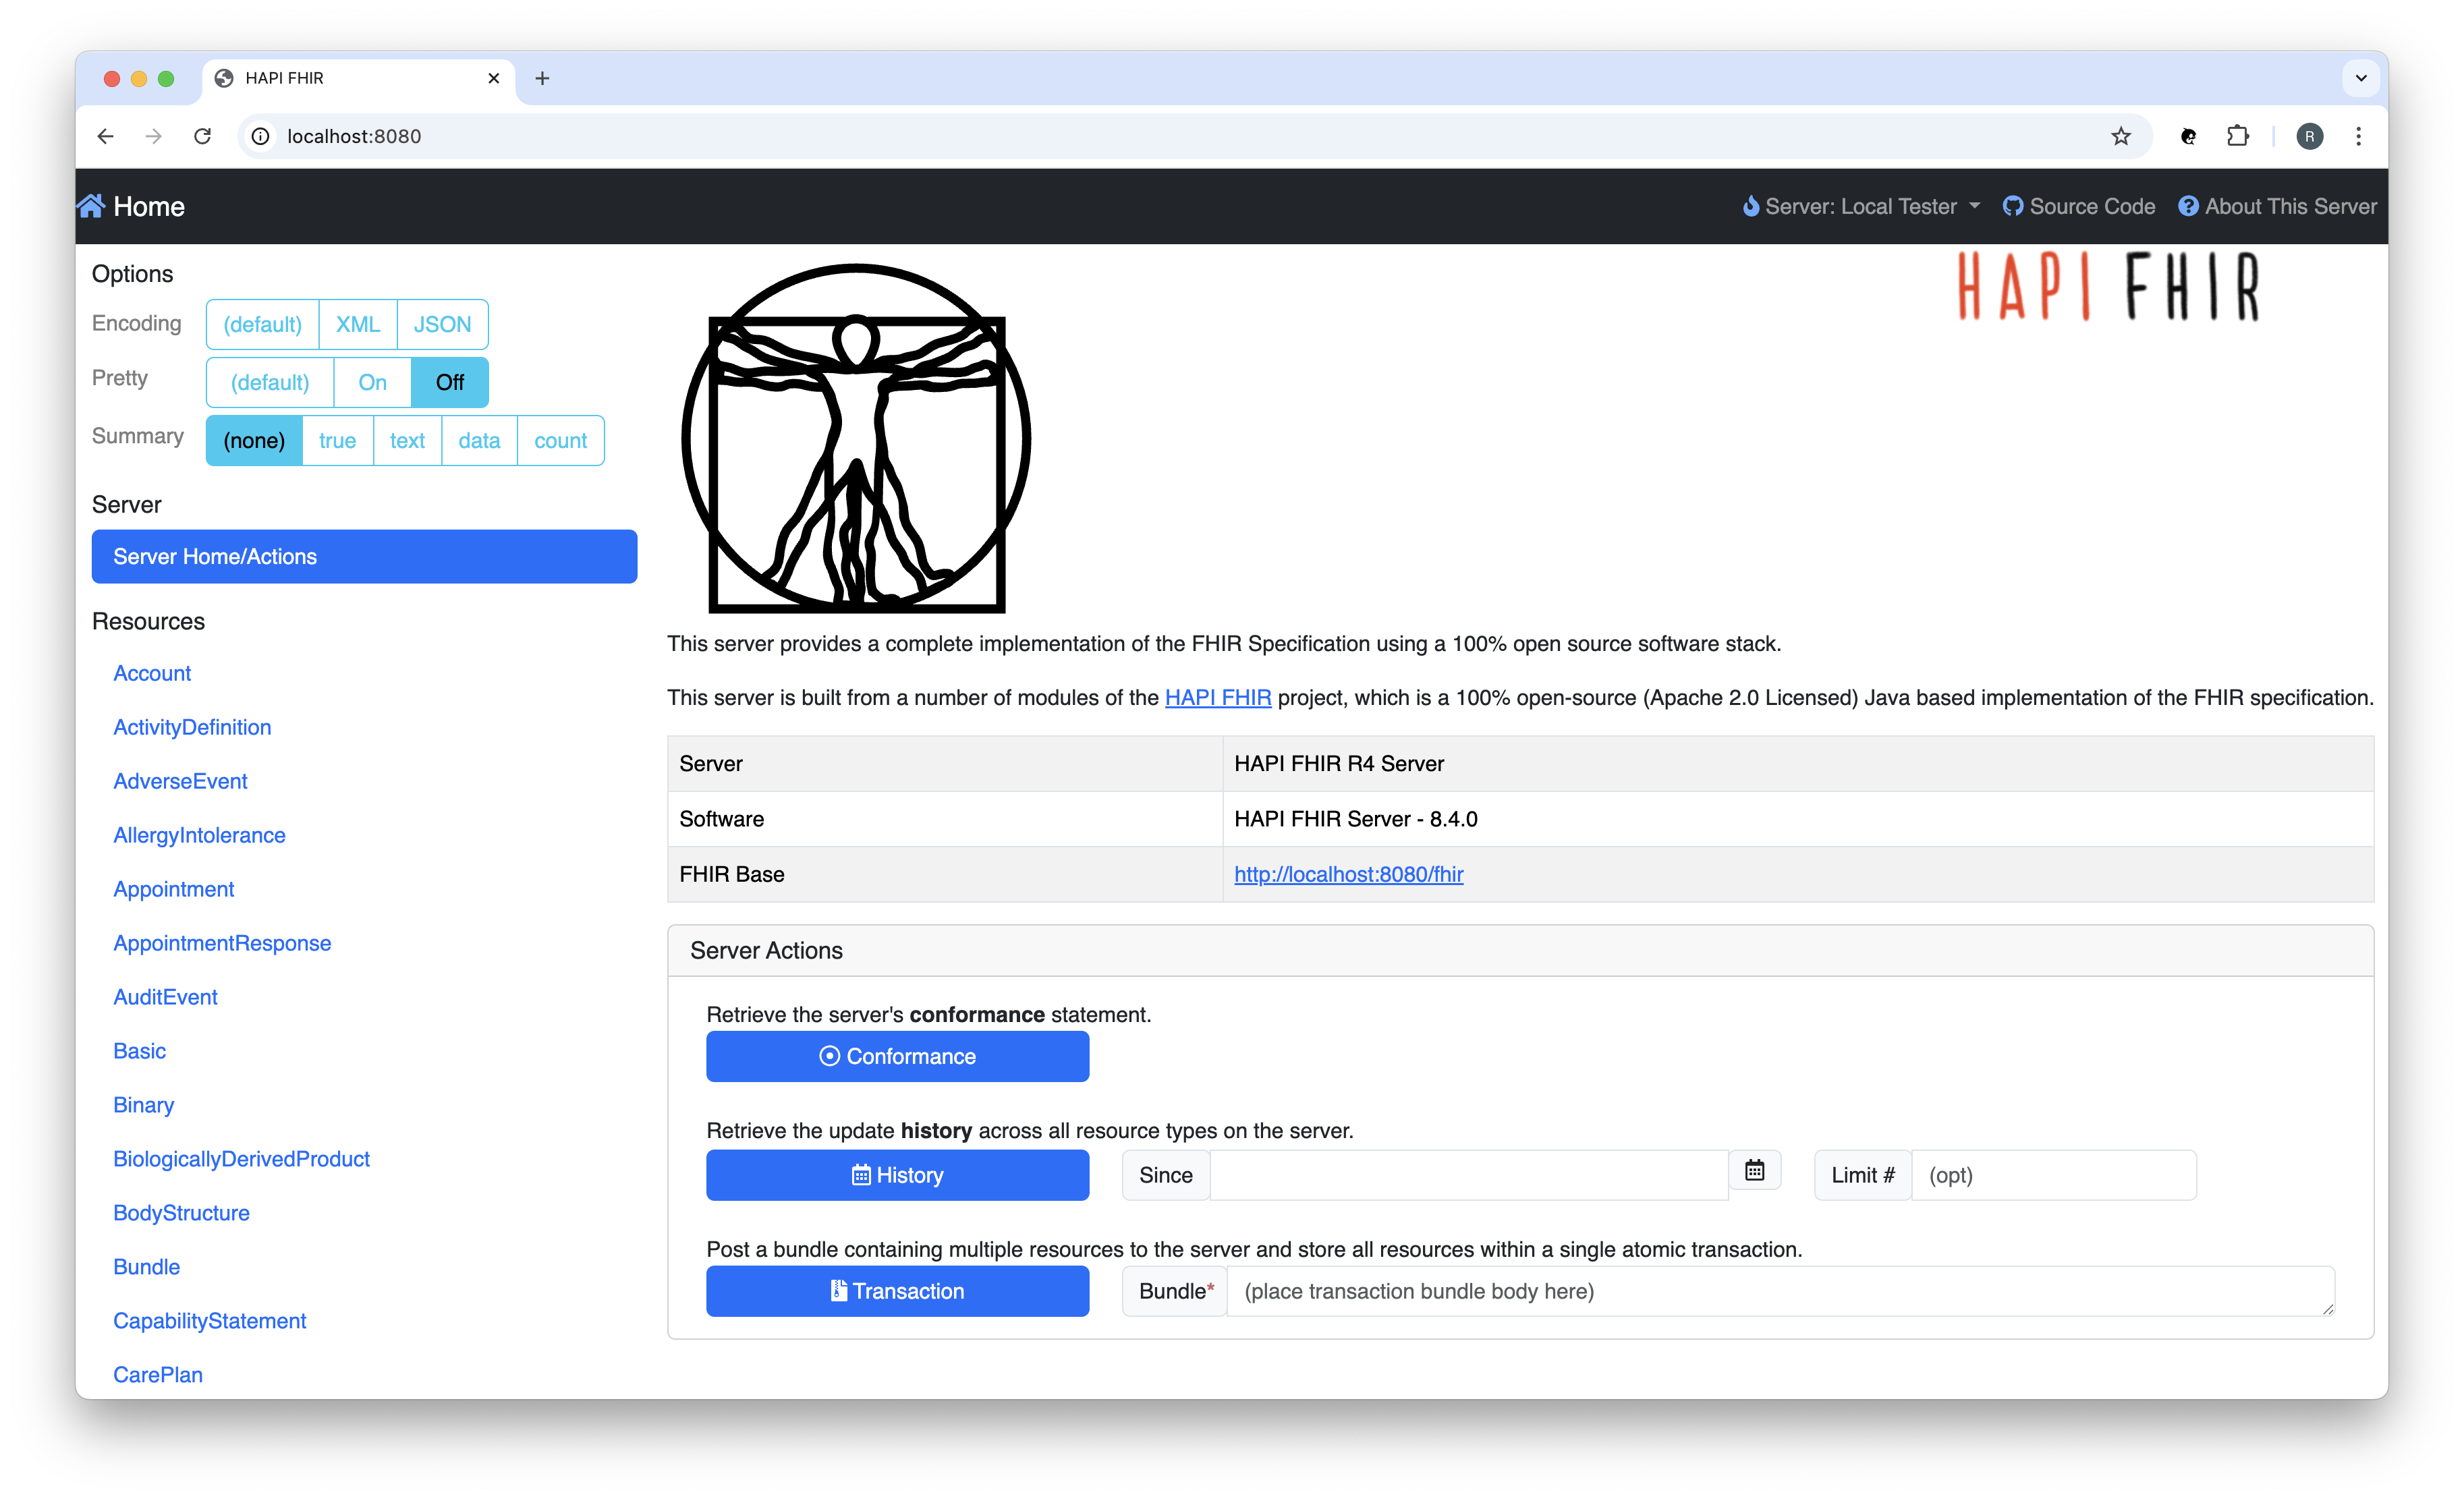 HAPI FHIR
localhost:8080
R
Home
Server: Local Tester
Source Code
About This Server
Options
Encoding (default) XML JSON
Pretty (default) On Off
Summary (none) true text data count
Server
Server Home/Actions
Resources
Account
ActivityDefinition
AdverseEvent
AllergyIntolerance
Appointment
AppointmentResponse
AuditEvent
Basic
Binary
BiologicallyDerivedProduct
BodyStructure
Bundle
CapabilityStatement
CarePlan
HAPI FHIR
This server provides a complete implementation of the FHIR Specification using a 100% open source software stack.
This server is built from a number of modules of the HAPI FHIR project, which is a 100% open-source (Apache 2.0 Licensed) Java based implementation of the FHIR specification.
Server HAPI FHIR R4 Server
Software HAPI FHIR Server - 8.4.0
FHIR Base http://localhost:8080/fhir
Server Actions
Retrieve the server's conformance statement.
Conformance
Retrieve the update history across all resource types on the server.
History Since Limit # (opt)
Post a bundle containing multiple resources to the server and store all resources within a single atomic transaction.
Transaction Bundle* (place transaction bundle body here)